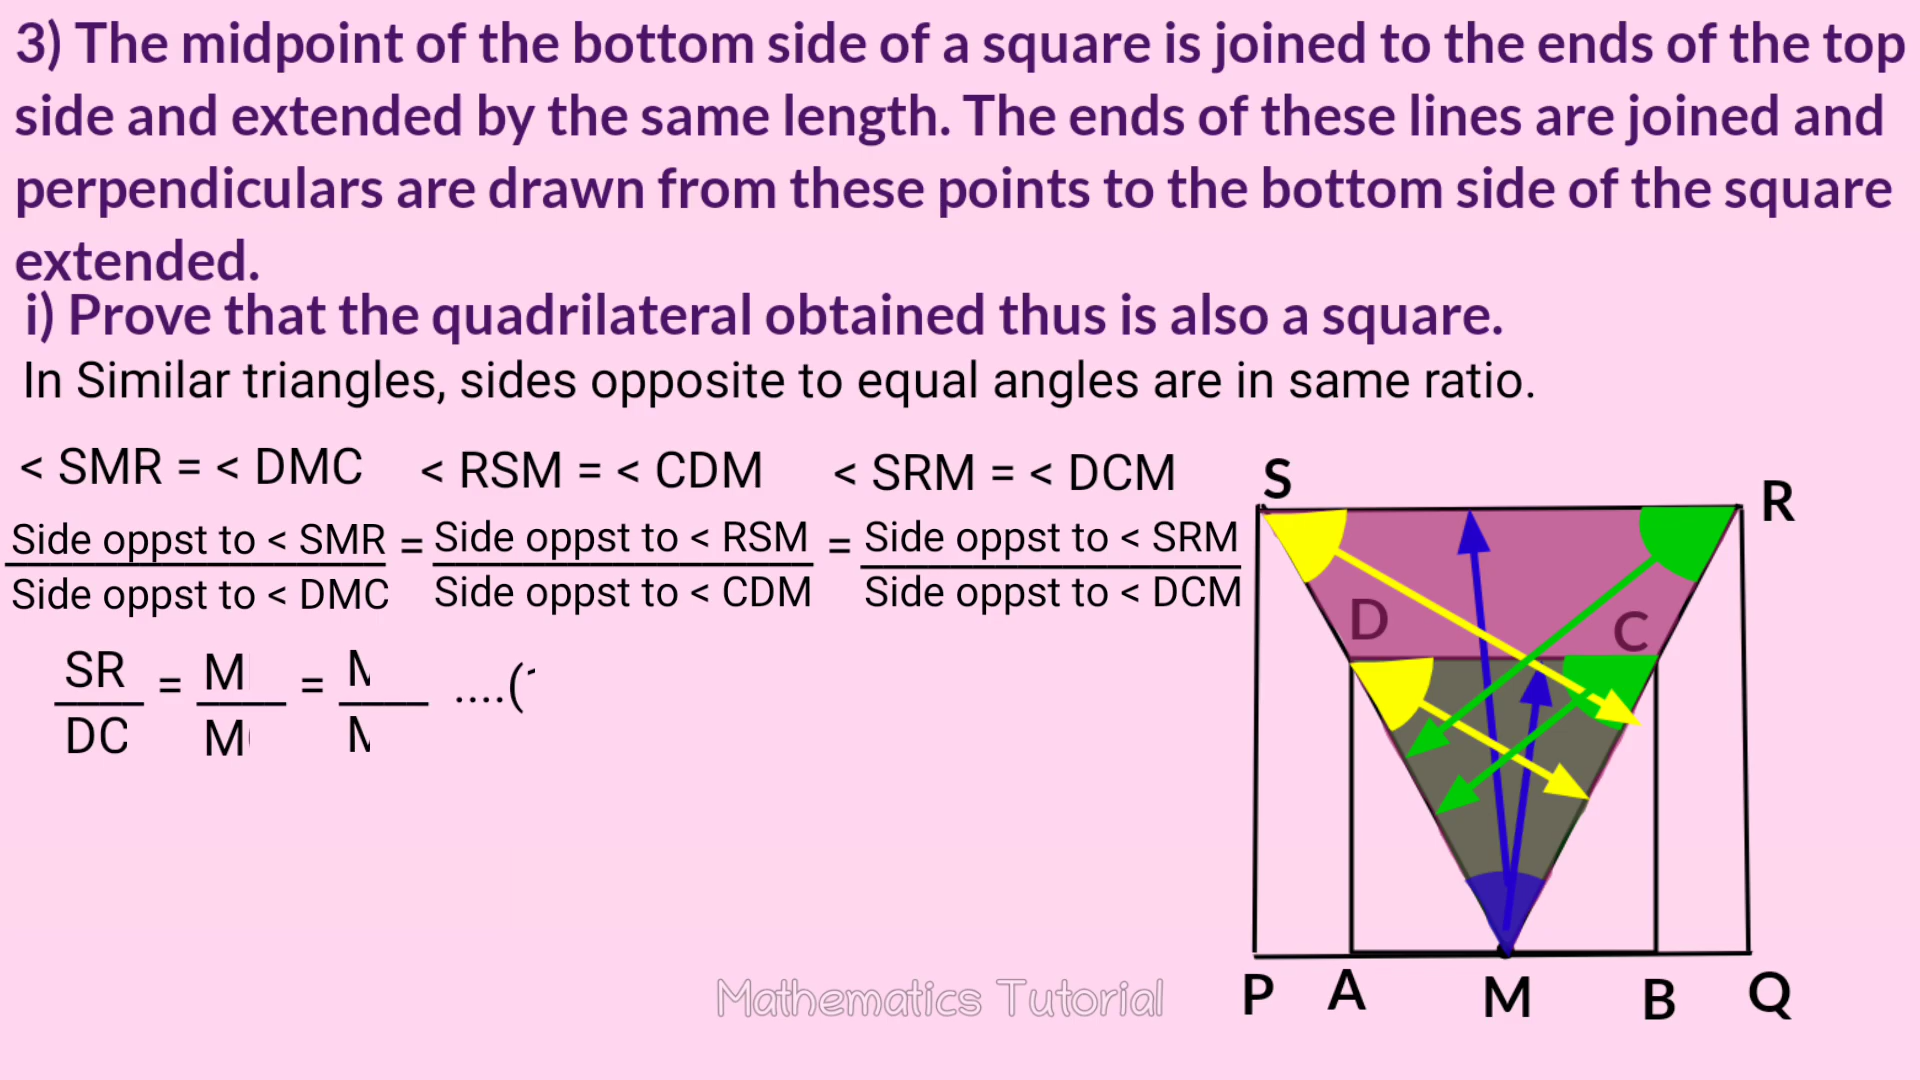 3) The midpoint of the bottom side of a square is joined to the ends of the top
side and extended by the same length. The ends of these lines are joined and
perpendiculars are drawn from these points to the bottom side of the square
extended.
i) Prove that the quadrilateral obtained thus is also a square.
In Similar triangles, sides opposite to equal angles are in same ratio.
< SMR = < DMC < RSM = < CDM < SRM = < DCM
Side oppst to < SMR = Side oppst to < RSM = Side oppst to < SRM
Side oppst to < DMC Side oppst to < CDM Side oppst to < DCM
SR = M = M ....(
DC M M
S
R
D
C
P A M B Q
Mathematics Tutorial